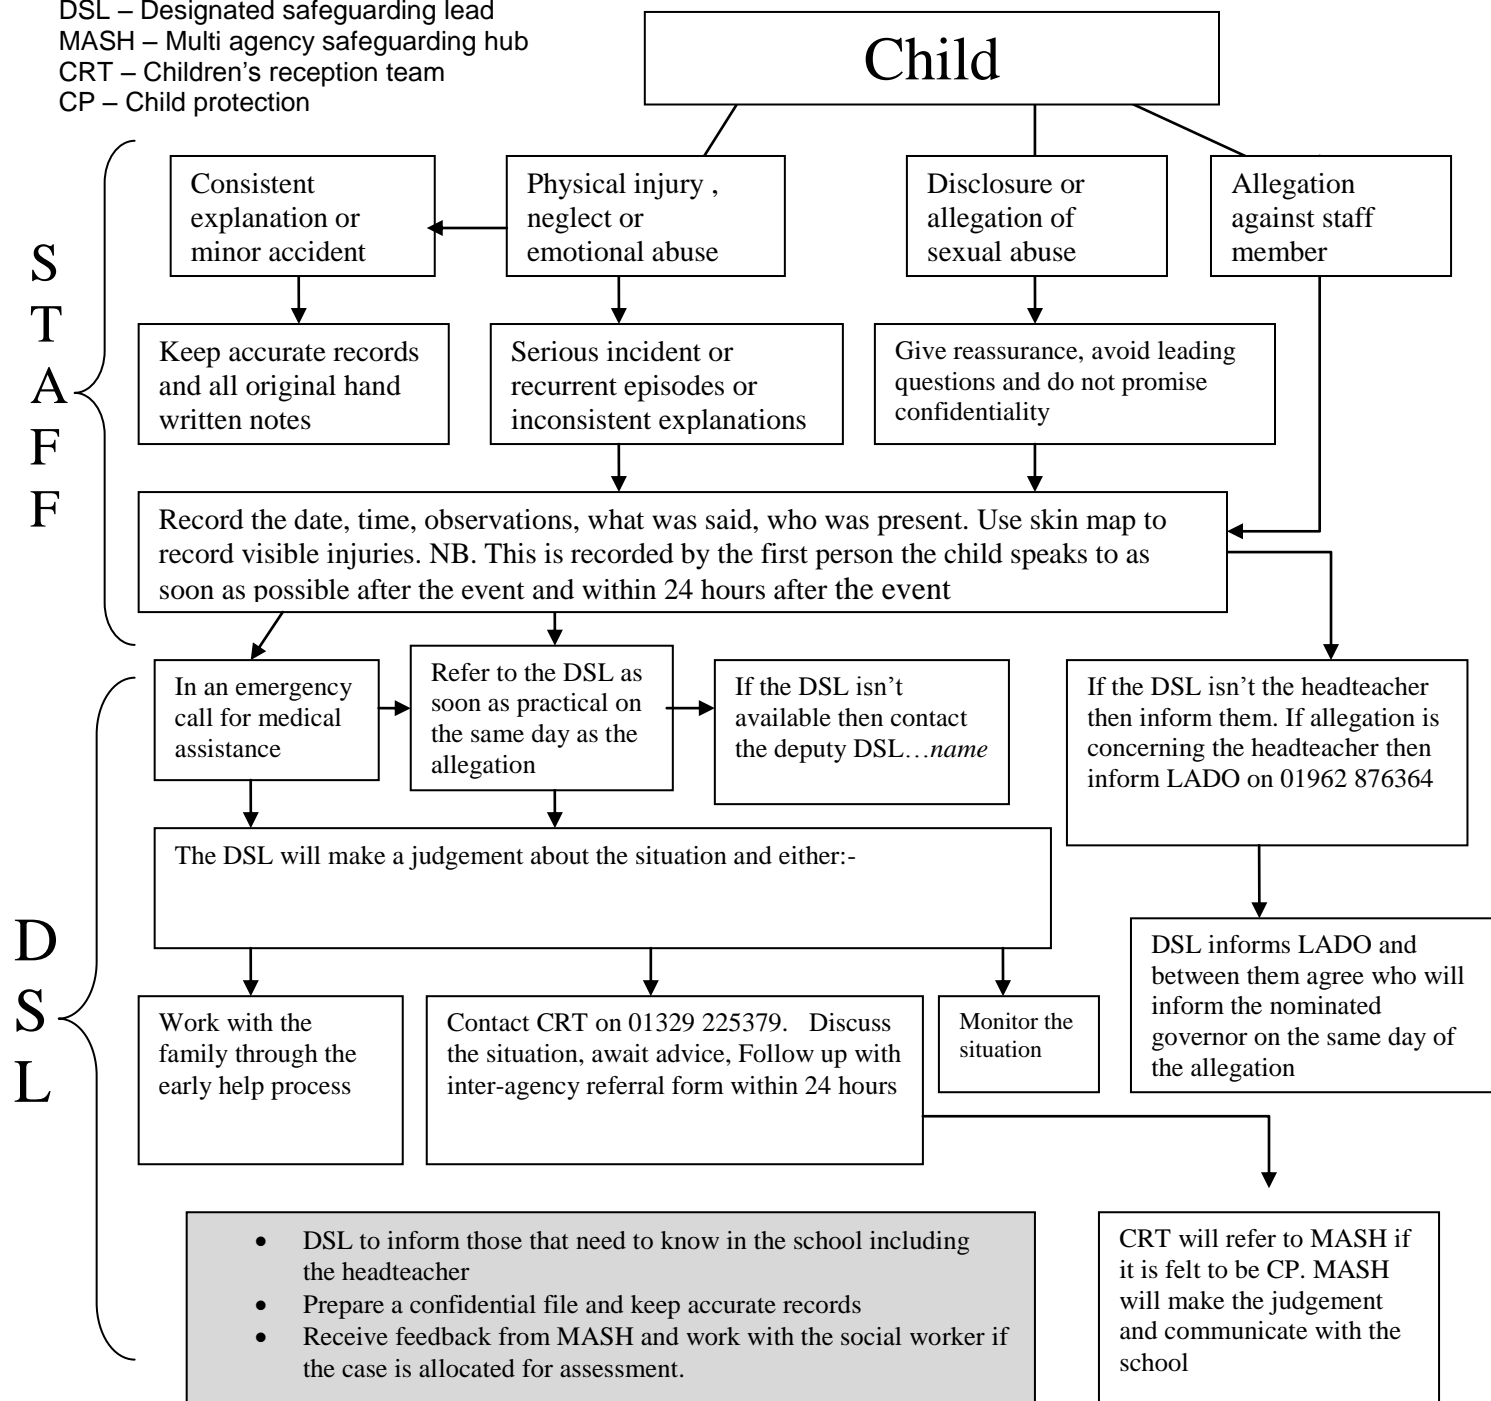 DSL – Designated safeguarding lead
MASH – Multi agency safeguarding hub
CRT – Children's reception team
CP – Child protection
Child
S
T
A
F
F
Consistent
explanation or
minor accident
Physical injury ,
neglect or
emotional abuse
Disclosure or
allegation of
sexual abuse
Allegation
against staff
member
Keep accurate records
and all original hand
written notes
Serious incident or
recurrent episodes or
inconsistent explanations
Give reassurance, avoid leading
questions and do not promise
confidentiality
Record the date, time, observations, what was said, who was present. Use skin map to
record visible injuries. NB. This is recorded by the first person the child speaks to as
soon as possible after the event and within 24 hours after the event
D
S
L
In an emergency
call for medical
assistance
Refer to the DSL as
soon as practical on
the same day as the
allegation
If the DSL isn't
available then contact
the deputy DSL…name
If the DSL isn't the headteacher
then inform them. If allegation is
concerning the headteacher then
inform LADO on 01962 876364
The DSL will make a judgement about the situation and either:-
DSL informs LADO and
between them agree who will
inform the nominated
governor on the same day of
the allegation
Work with the
family through the
early help process
Contact CRT on 01329 225379. Discuss
the situation, await advice, Follow up with
inter-agency referral form within 24 hours
Monitor the
situation
• DSL to inform those that need to know in the school including
the headteacher
• Prepare a confidential file and keep accurate records
• Receive feedback from MASH and work with the social worker if
the case is allocated for assessment.
CRT will refer to MASH if
it is felt to be CP. MASH
will make the judgement
and communicate with the
school